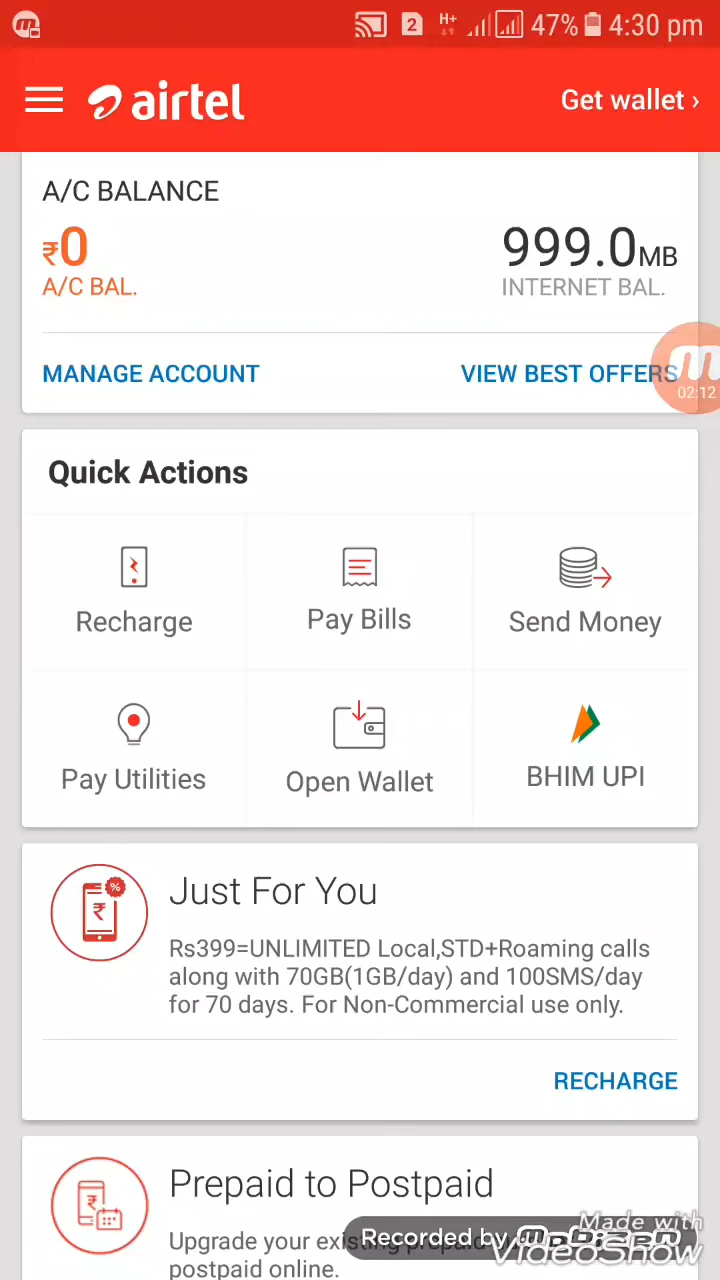 2 H+ 47% 4:30 pm
airtel Get wallet ›
A/C BALANCE
₹0 999.0MB
A/C BAL. INTERNET BAL.
MANAGE ACCOUNT VIEW BEST OFFERS
02:12
Quick Actions
Recharge Pay Bills Send Money
Pay Utilities Open Wallet BHIM UPI
Just For You
Rs399=UNLIMITED Local,STD+Roaming calls
along with 70GB(1GB/day) and 100SMS/day
for 70 days. For Non-Commercial use only.
RECHARGE
Prepaid to Postpaid
Upgrade your existing prepaid
postpaid online.
Recorded by
Made with
VideoShow